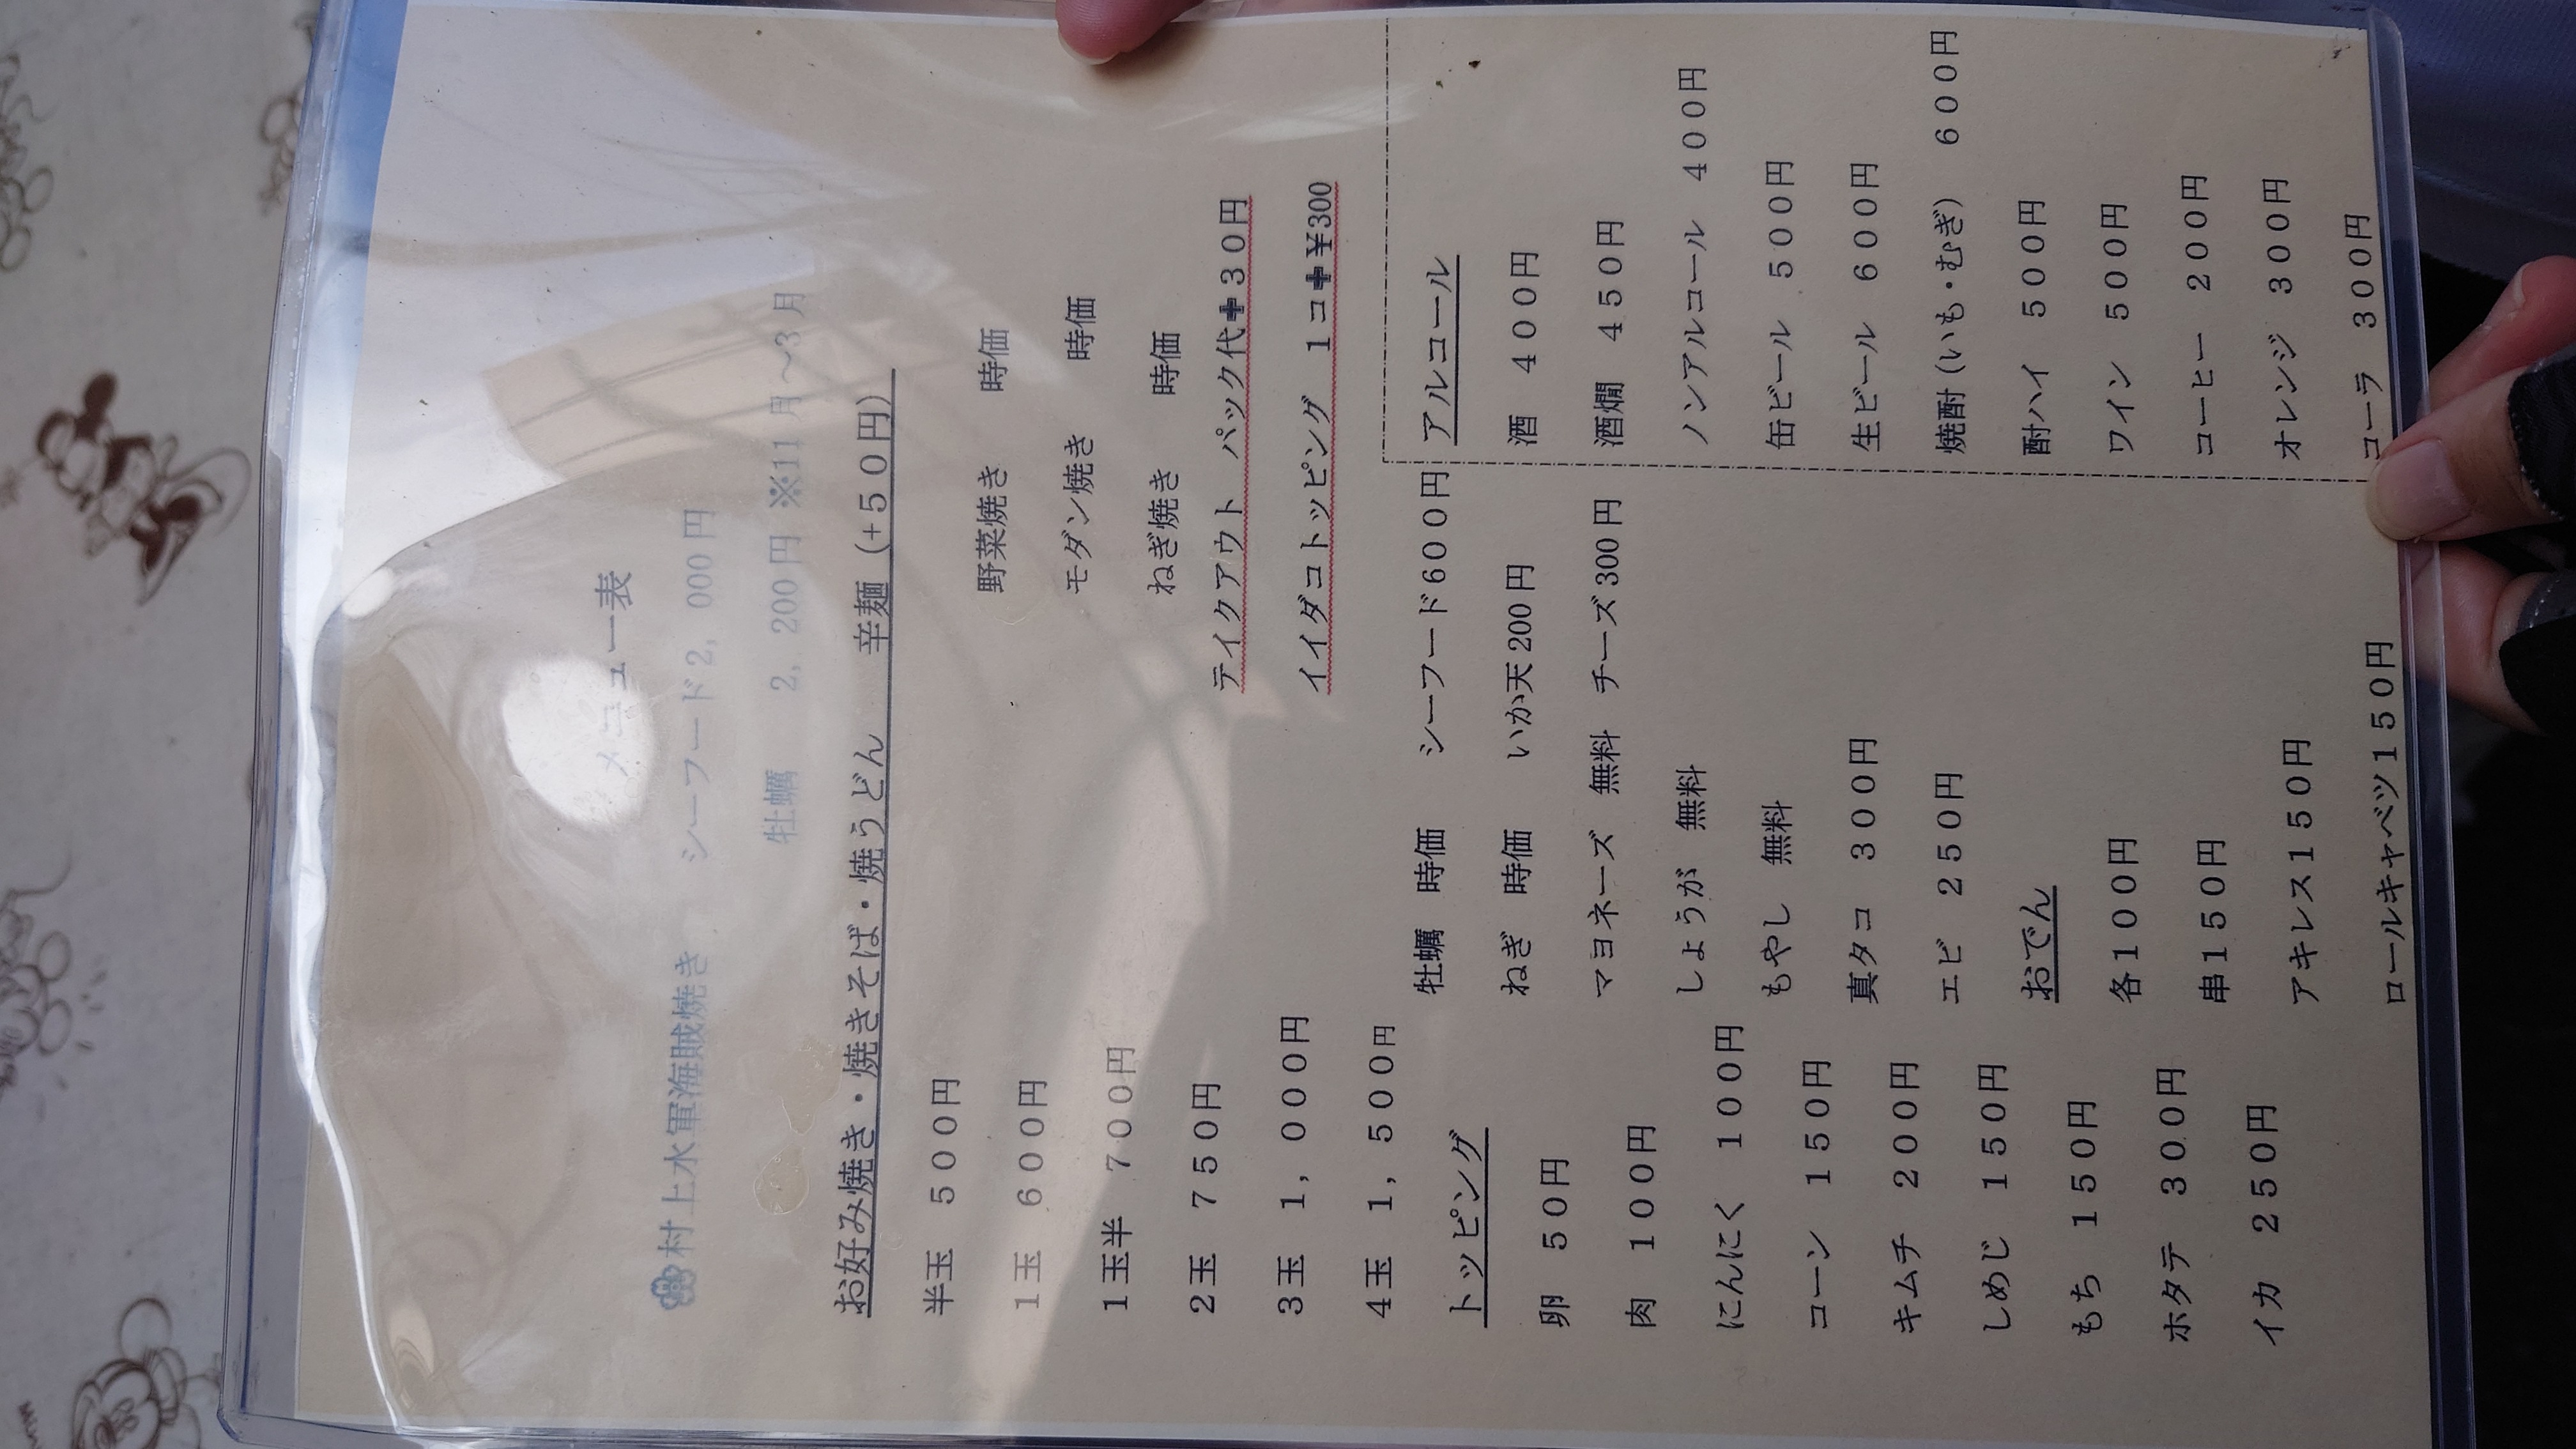 メニュー表
村上水軍海賊焼き シーフード2,000円
牡蠣 2,200円 ※11月～3月
お好み焼き・焼きそば・焼うどん 辛麺（+50円）
半玉 500円 野菜焼き 時価
1玉 600円 モダン焼き 時価
1玉半 700円 ねぎ焼き 時価
2玉 750円 テイクアウト パック代✚30円
3玉 1,000円 イイダコトッピング 1コ✚¥300
4玉 1,500円 牡蠣 時価 シーフード600円
トッピング ねぎ 時価 いか天200円
卵 50円 マヨネーズ 無料 チーズ300円
肉 100円 しょうが 無料
にんにく 100円 もやし 無料
コーン 150円 真タコ 300円
キムチ 200円 エビ 250円
しめじ 150円 おでん
もち 150円 各100円
ホタテ 300円 串150円
イカ 250円 アキレス150円
ロールキャベツ150円
アルコール
酒 400円
酒燗 450円
ノンアルコール 400円
缶ビール 500円
生ビール 600円
焼酎（いも・むぎ） 600円
酎ハイ 500円
ワイン 500円
コーヒー 200円
オレンジ 300円
コーラ 300円